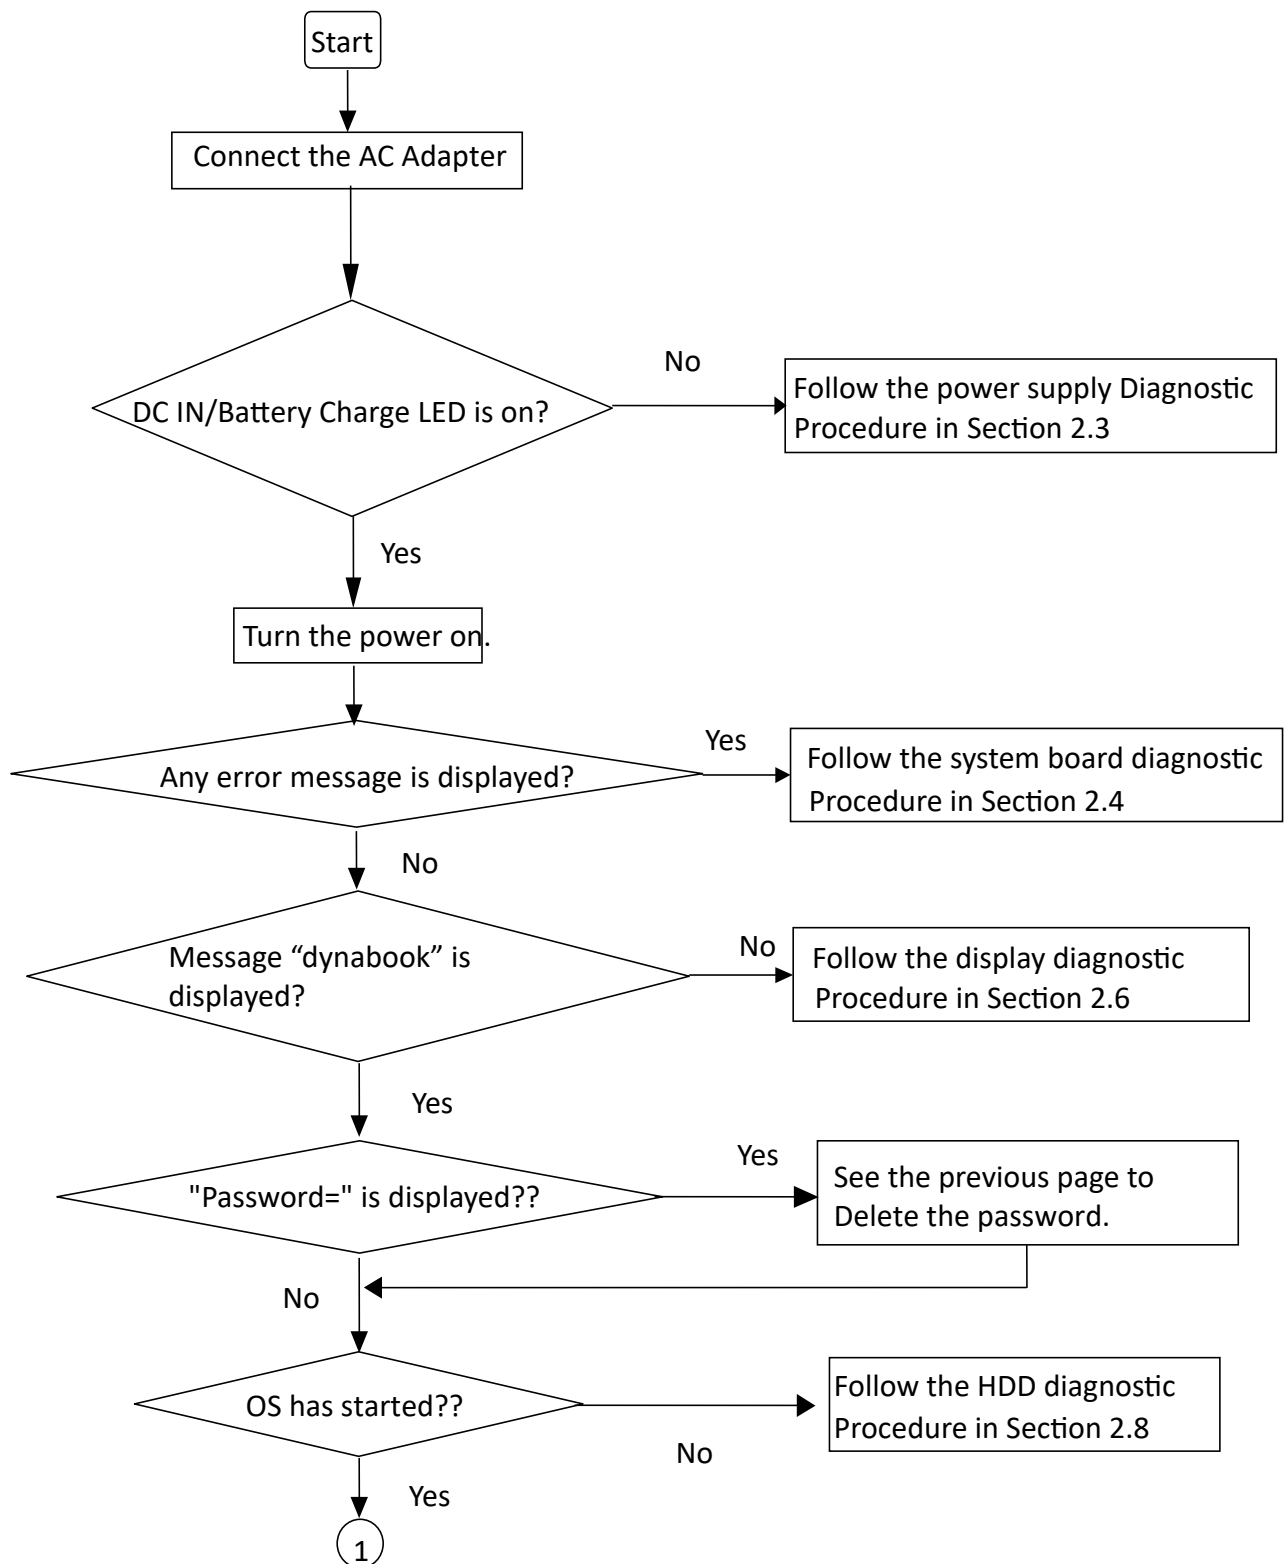 Start
Connect the AC Adapter
No
DC IN/Battery Charge LED is on?
Follow the power supply Diagnostic
Procedure in Section 2.3
Yes
Turn the power on.
Yes
Any error message is displayed?
Follow the system board diagnostic
Procedure in Section 2.4
No
Message “dynabook” is
displayed?
No
Follow the display diagnostic
Procedure in Section 2.6
Yes
Yes
"Password=" is displayed??
See the previous page to
Delete the password.
No
OS has started??
Follow the HDD diagnostic
Procedure in Section 2.8
No
Yes
1